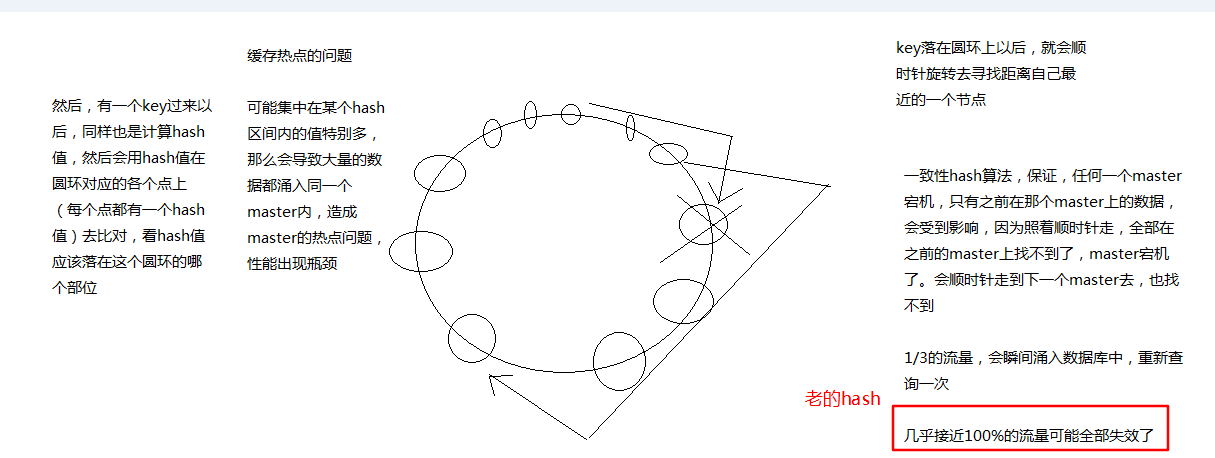 缓存热点的问题
然后，有一个key过来以
后，同样也是计算hash
值，然后会用hash值在
圆环对应的各个点上
（每个点都有一个hash
值）去比对，看hash值
应该落在这个圆环的哪
个部位
可能集中在某个hash
区间内的值特别多，
那么会导致大量的数
据都涌入同一个
master内，造成
master的热点问题，
性能出现瓶颈
key落在圆环上以后，就会顺
时针旋转去寻找距离自己最
近的一个节点
一致性hash算法，保证，任何一个master
宕机，只有之前在那个master上的数据，
会受到影响，因为照着顺时针走，全部在
之前的master上找不到了，master宕机
了。会顺时针走到下一个master去，也找
不到
1/3的流量，会瞬间涌入数据库中，重新查
询一次
老的hash
几乎接近100%的流量可能全部失效了